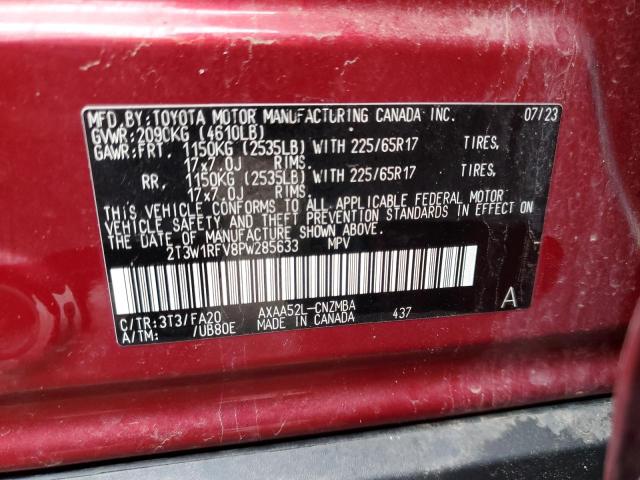 MFD. BY: TOYOTA MOTOR MANUFACTURING CANADA INC. 07/23
GVWR: 2090KG (4610LB)
GAWR: FRT. 1150KG (2535LB) WITH 225/65R17 TIRES,
17x7.0J RIMS.
RR. 1150KG (2535LB) WITH 225/65R17 TIRES,
17x7.0J RIMS.
THIS VEHICLE CONFORMS TO ALL APPLICABLE FEDERAL MOTOR
VEHICLE SAFETY AND THEFT PREVENTION STANDARDS IN EFFECT ON
THE DATE OF MANUFACTURE SHOWN ABOVE.
2T3W1RFV8PW285633 MPV
C/TR: 3T3/FA20 AXAA52L-CNZMBA A
A/TM: /UB80E MADE IN CANADA 437